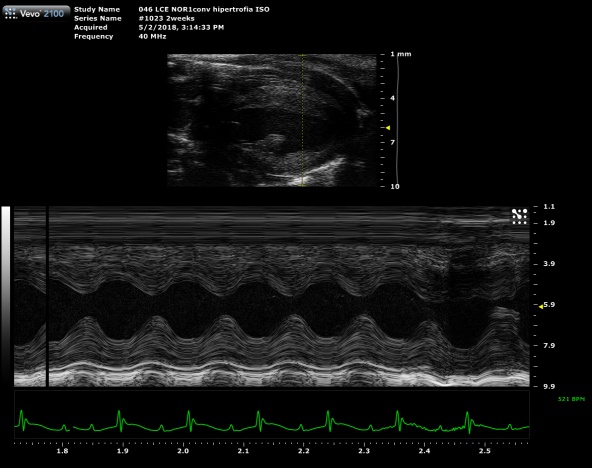 Vevo 2100
Study Name 046 LCE NOR1conv hipertrofia ISO
Series Name #1023 2weeks
Acquired 5/2/2018, 3:14:33 PM
Frequency 40 MHz
1 mm
4
7
10
1.1
1.9
3.9
5.9
7.9
9.9
521 BPM
1.8 1.9 2.0 2.1 2.2 2.3 2.4 2.5